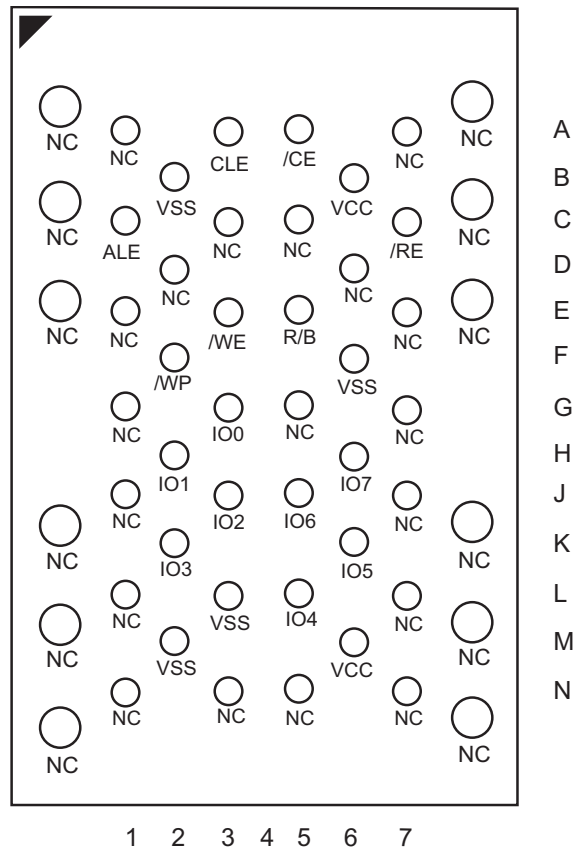 NC NC CLE /CE NC NC A
VSS VCC B
NC ALE NC NC /RE NC C
NC NC D
NC NC /WE R/B NC NC E
/WP VSS F
NC IO0 NC NC G
IO1 IO7 H
NC IO2 IO6 NC J
NC IO3 IO5 NC K
NC VSS IO4 NC L
NC VSS VCC NC M
NC NC NC NC N
NC NC
1 2 3 4 5 6 7